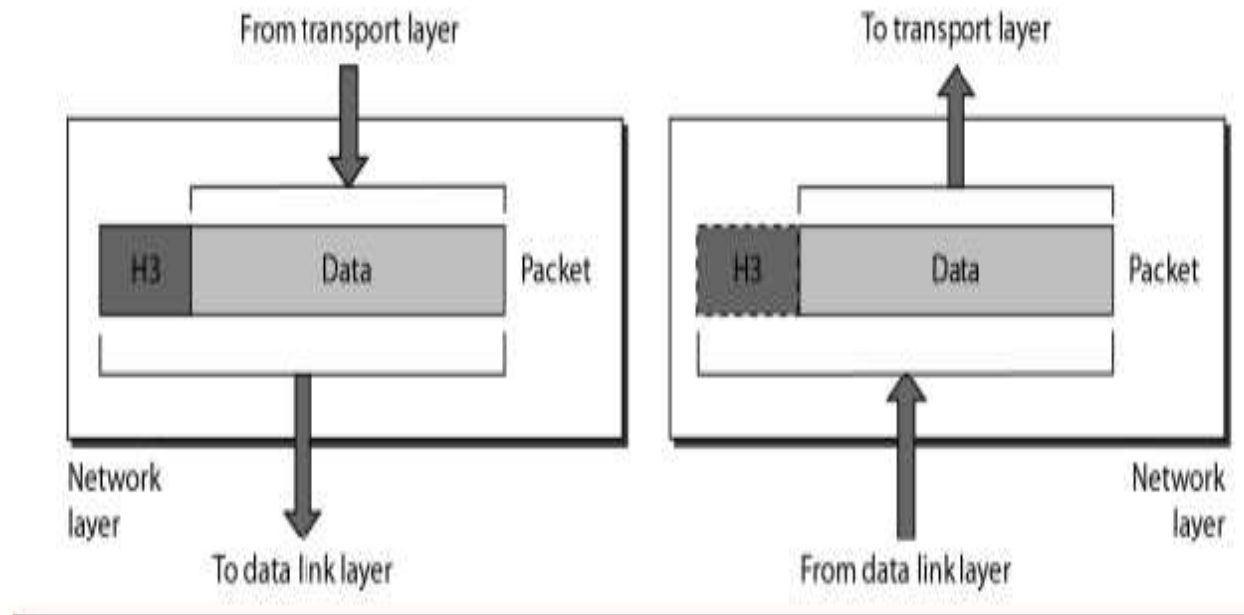 From transport layer
H3
Data
Packet
Network
layer
To data link layer
To transport layer
H3
Data
Packet
Network
layer
From data link layer